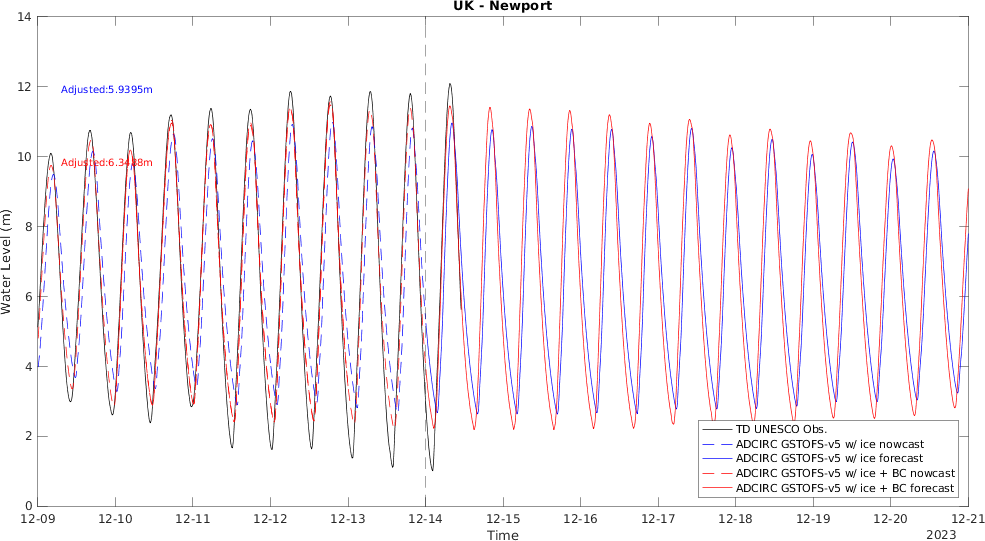 UK - Newport
14
12
10
8
6
4
2
0
Water Level (m)
Adjusted:5.9395m
Adjusted:6.3488m
TD UNESCO Obs.
ADCIRC GSTOFS-v5 w/ ice nowcast
ADCIRC GSTOFS-v5 w/ ice forecast
ADCIRC GSTOFS-v5 w/ ice + BC nowcast
ADCIRC GSTOFS-v5 w/ ice + BC forecast
12-09 12-10 12-11 12-12 12-13 12-14 12-15 12-16 12-17 12-18 12-19 12-20 12-21
Time
2023